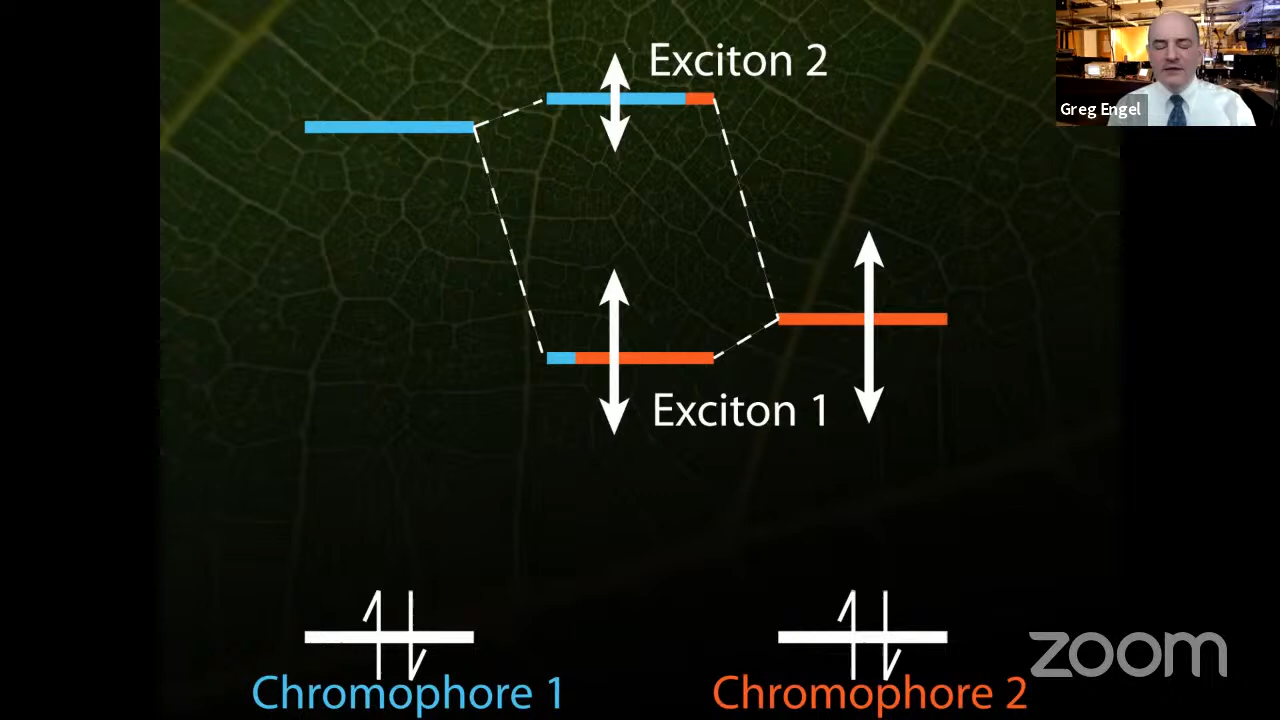 Exciton 2
Greg Engel
Exciton 1
zoom
Chromophore 1
Chromophore 2